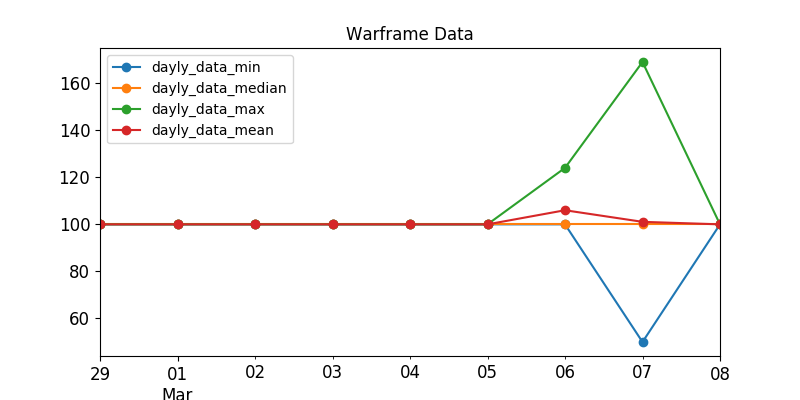 Warframe Data
dayly_data_min
dayly_data_median
dayly_data_max
dayly_data_mean
160
140
120
100
80
60
29 01 02 03 04 05 06 07 08
Mar